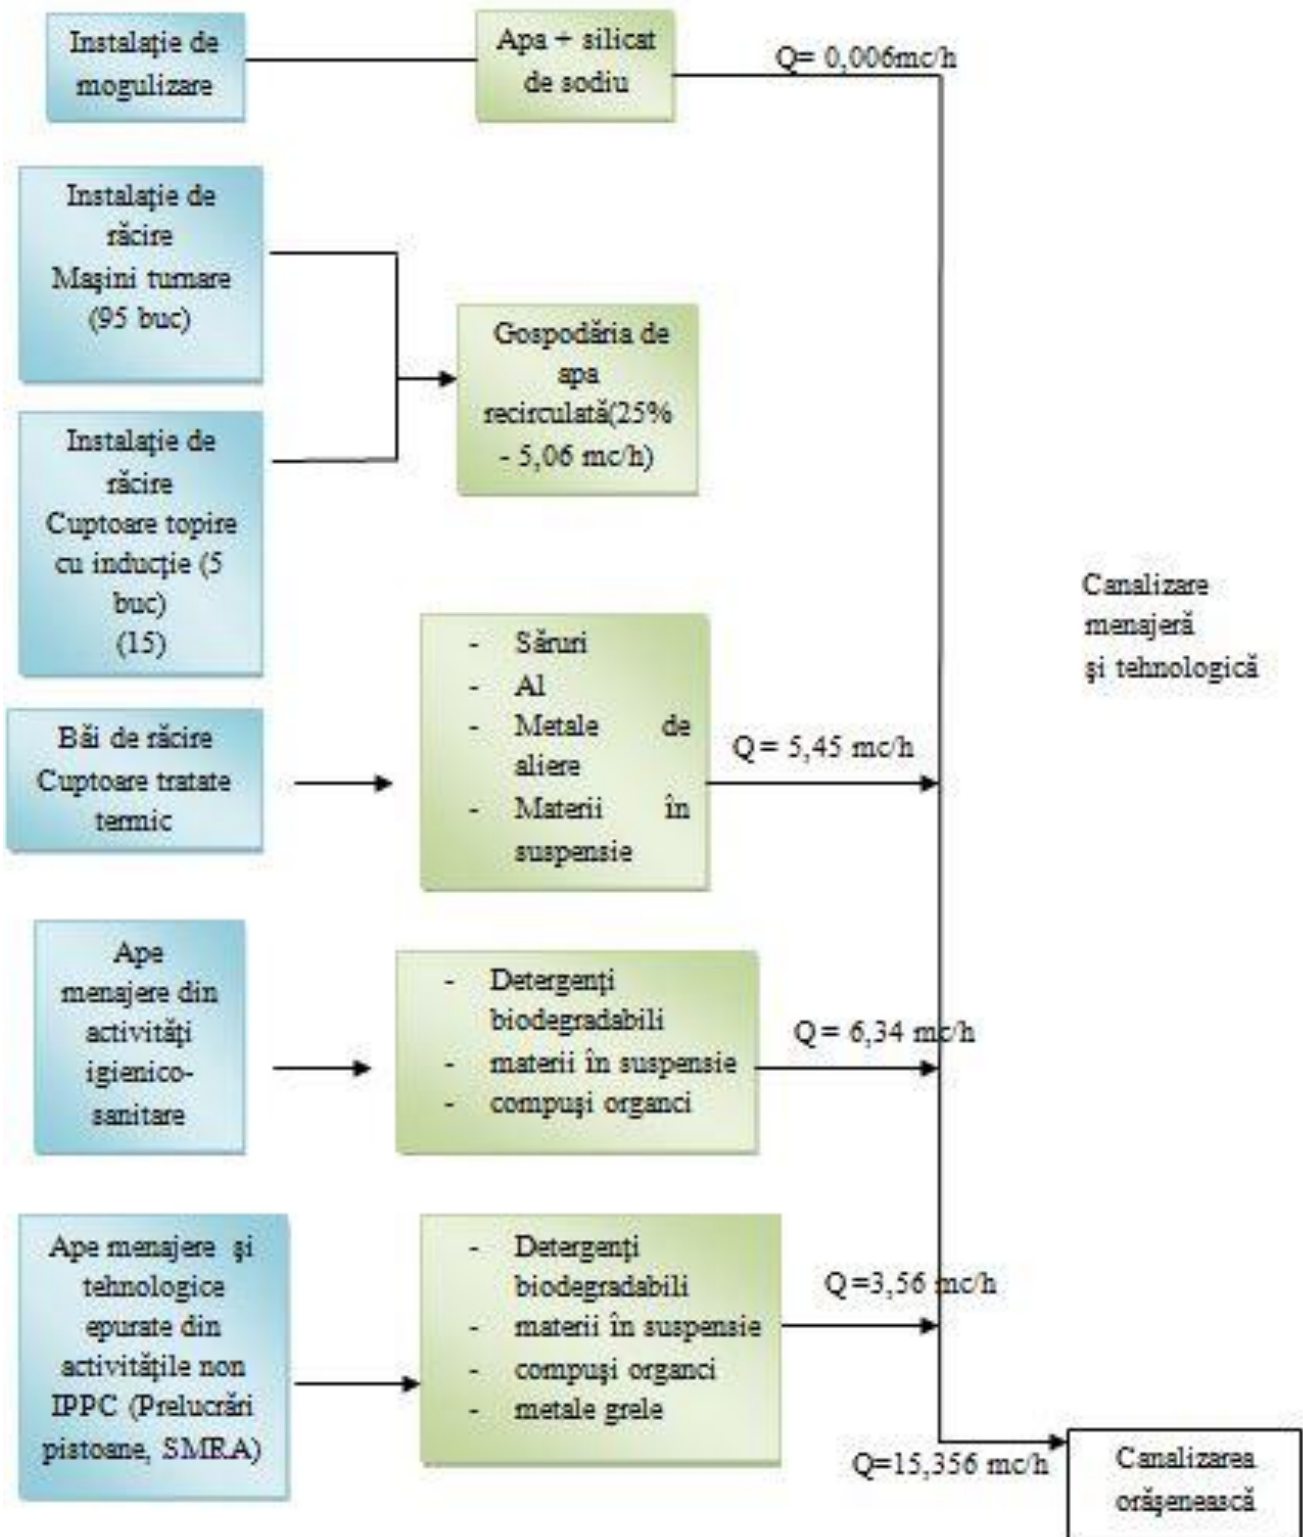 Instalaţie de
mogulizare
Apa + silicat
de sodiu
Q= 0,006mc/h
Instalaţie de
răcire
Maşini turnare
(95 buc)
Gospodăria de
apa
recirculată(25%
- 5,06 mc/h)
Instalaţie de
răcire
Cuptoare topire
cu inducţie (5
buc)
(15)
Canalizare
menajeră
şi tehnologică
Băi de răcire
Cuptoare tratate
termic
- Săruri
- Al
- Metale de
aliere
- Materii în
suspensie
Q = 5,45 mc/h
Ape
menajere din
activităţi
igienico-
sanitare
- Detergenţi
biodegradabili
- materii în suspensie
- compuşi organci
Q = 6,34 mc/h
Ape menajere şi
tehnologice
epurate din
activităţile non
IPPC (Prelucrări
pistoane, SMRA)
- Detergenţi
biodegradabili
- materii în suspensie
- compuşi organci
- metale grele
Q =3,56 mc/h
Q=15,356 mc/h
Canalizarea
orăşenească